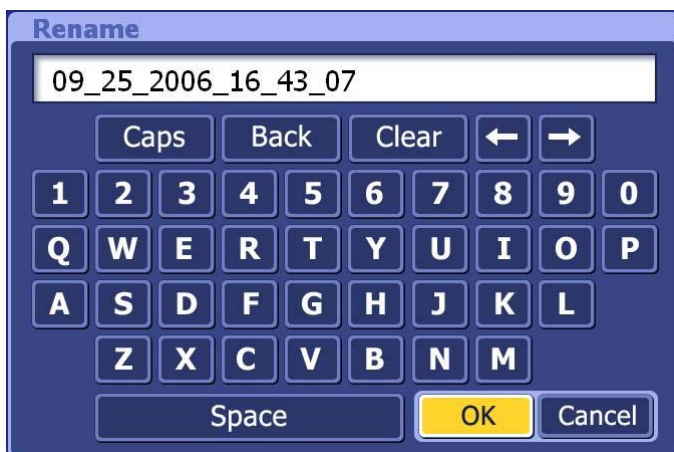 Rename
09_25_2006_16_43_07
Caps Back Clear ← →
1 2 3 4 5 6 7 8 9 0
Q W E R T Y U I O P
A S D F G H J K L
Z X C V B N M
Space OK Cancel